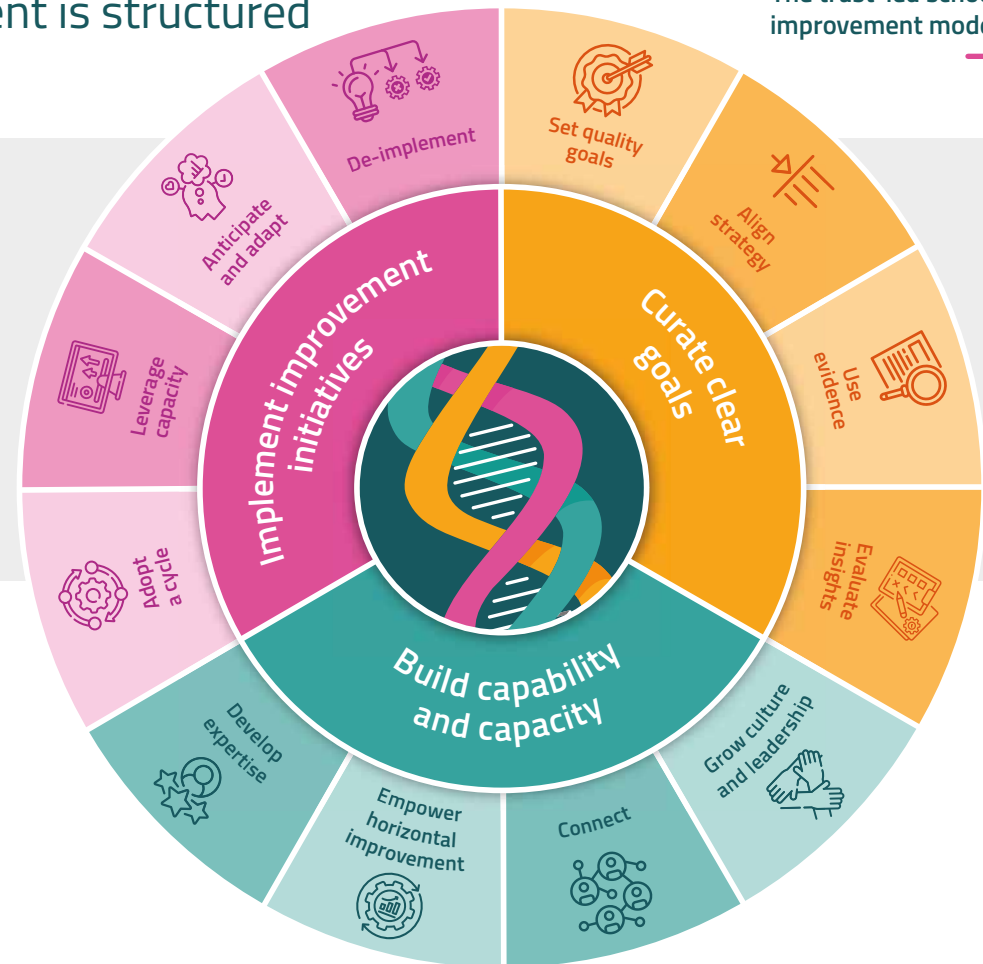 ent is structured
The trust-led schoo
improvement mode
De-implement
Set quality
goals
Align
strategy
Use
evidence
Evaluate
insights
Grow culture
and leadership
Connect
Empower
horizontal
improvement
Develop
expertise
Adopt
a cycle
Leverage
capacity
Anticipate
and adapt
Implement improvement
initiatives
Curate clear
goals
Build capability
and capacity